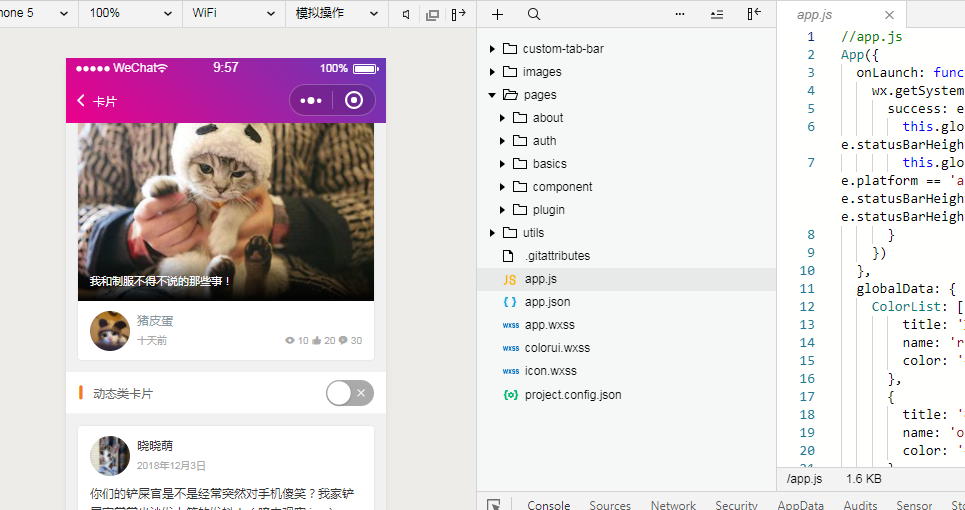 one 5
100%
WiFi
模拟操作
WeChat
9:57
100%
卡片
我和制服不得不说的那些事！
猪皮蛋
十天前
10 20 30
动态类卡片
晓晓萌
2018年12月3日
你们的铲屎官是不是经常突然对手机傻笑？我家铲
custom-tab-bar
images
pages
about
auth
basics
component
plugin
utils
.gitattributes
JS app.js
{ } app.json
wxss app.wxss
wxss colorui.wxss
wxss icon.wxss
project.config.json
app.js
1 //app.js
2 App({
3 onLaunch: func
4 wx.getSystem
5 success: e
6 this.glo
e.statusBarHeigh
7 this.glo
e.platform == 'a
e.statusBarHeigh
e.statusBarHeigh
8 }
9 })
10 },
11 globalData: {
12 ColorList: [
13 title: '
14 name: 'r
15 color: '
16 },
17 {
18 title: '
19 name: 'o
20 color: '
21 }
/app.js 1.6 KB
Console Sources Network Security AppData Audits Sensor